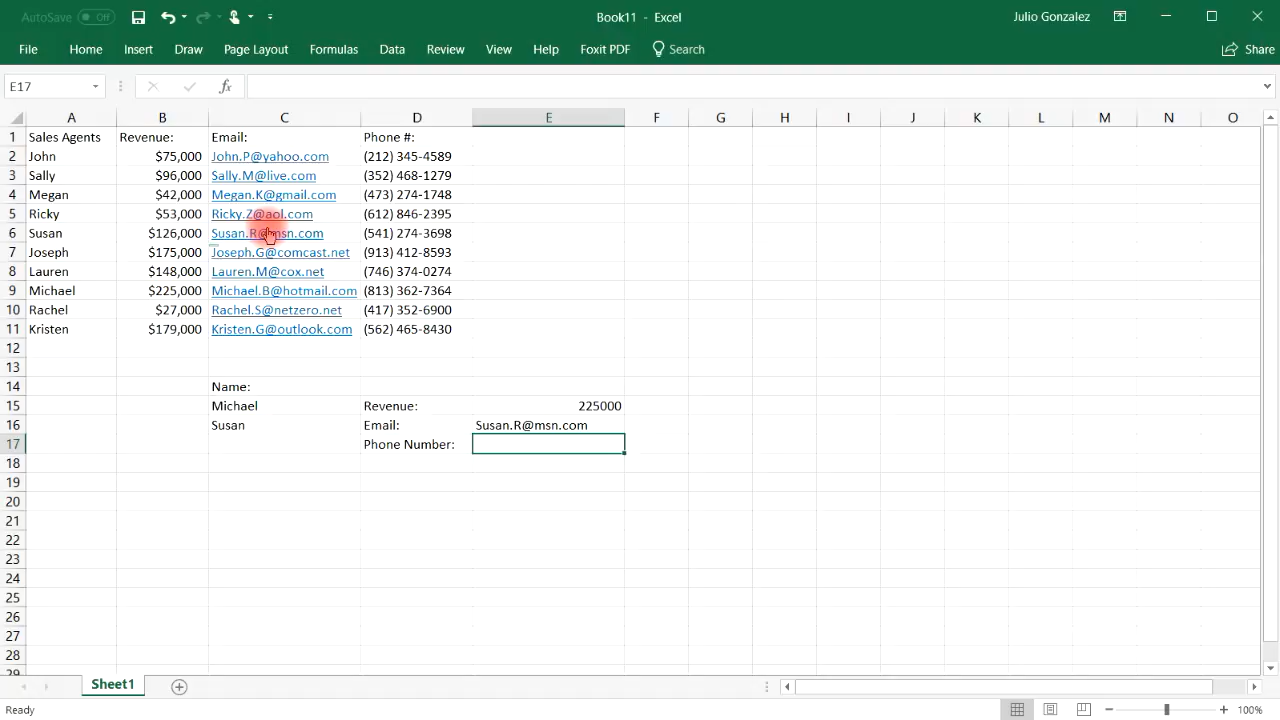 AutoSave Off Book11 - Excel Julio Gonzalez
File Home Insert Draw Page Layout Formulas Data Review View Help Foxit PDF Search Share
E17 fx
A B C D E F G H I J K L M N O
1 Sales Agents Revenue: Email: Phone #:
2 John $75,000 John.P@yahoo.com (212) 345-4589
3 Sally $96,000 Sally.M@live.com (352) 468-1279
4 Megan $42,000 Megan.K@gmail.com (473) 274-1748
5 Ricky $53,000 Ricky.Z@aol.com (612) 846-2395
6 Susan $126,000 Susan.R@msn.com (541) 274-3698
7 Joseph $175,000 Joseph.G@comcast.net (913) 412-8593
8 Lauren $148,000 Lauren.M@cox.net (746) 374-0274
9 Michael $225,000 Michael.B@hotmail.com (813) 362-7364
10 Rachel $27,000 Rachel.S@netzero.net (417) 352-6900
11 Kristen $179,000 Kristen.G@outlook.com (562) 465-8430
12
13
14 Name:
15 Michael Revenue: 225000
16 Susan Email: Susan.R@msn.com
17 Phone Number:
18
19
20
21
22
23
24
25
26
27
28
29
Sheet1
Ready 100%